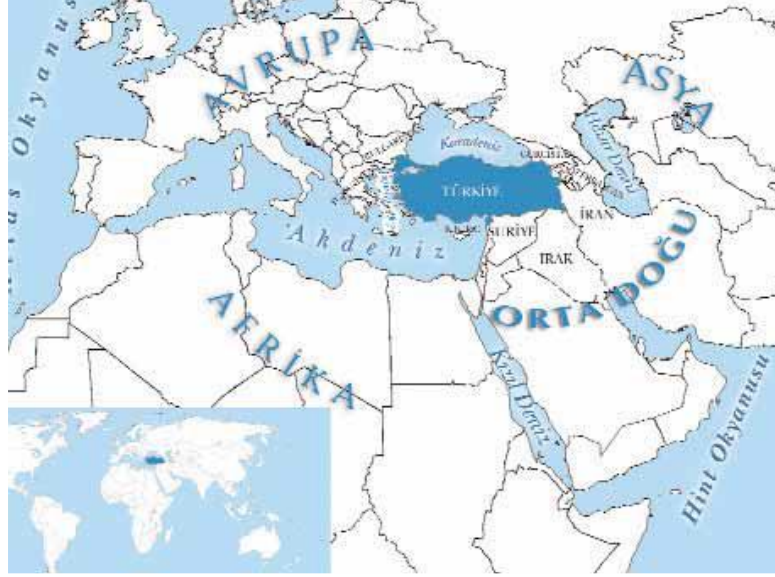 Okyanus
AVRUPA
ASYA
Karadeniz
Hazar Denizi
TÜRKİYE
İRAN
SURİYE
IRAK
Akdeniz
ORTA DOĞU
AFRİKA
Kızıl Deniz
Hint Okyanusu